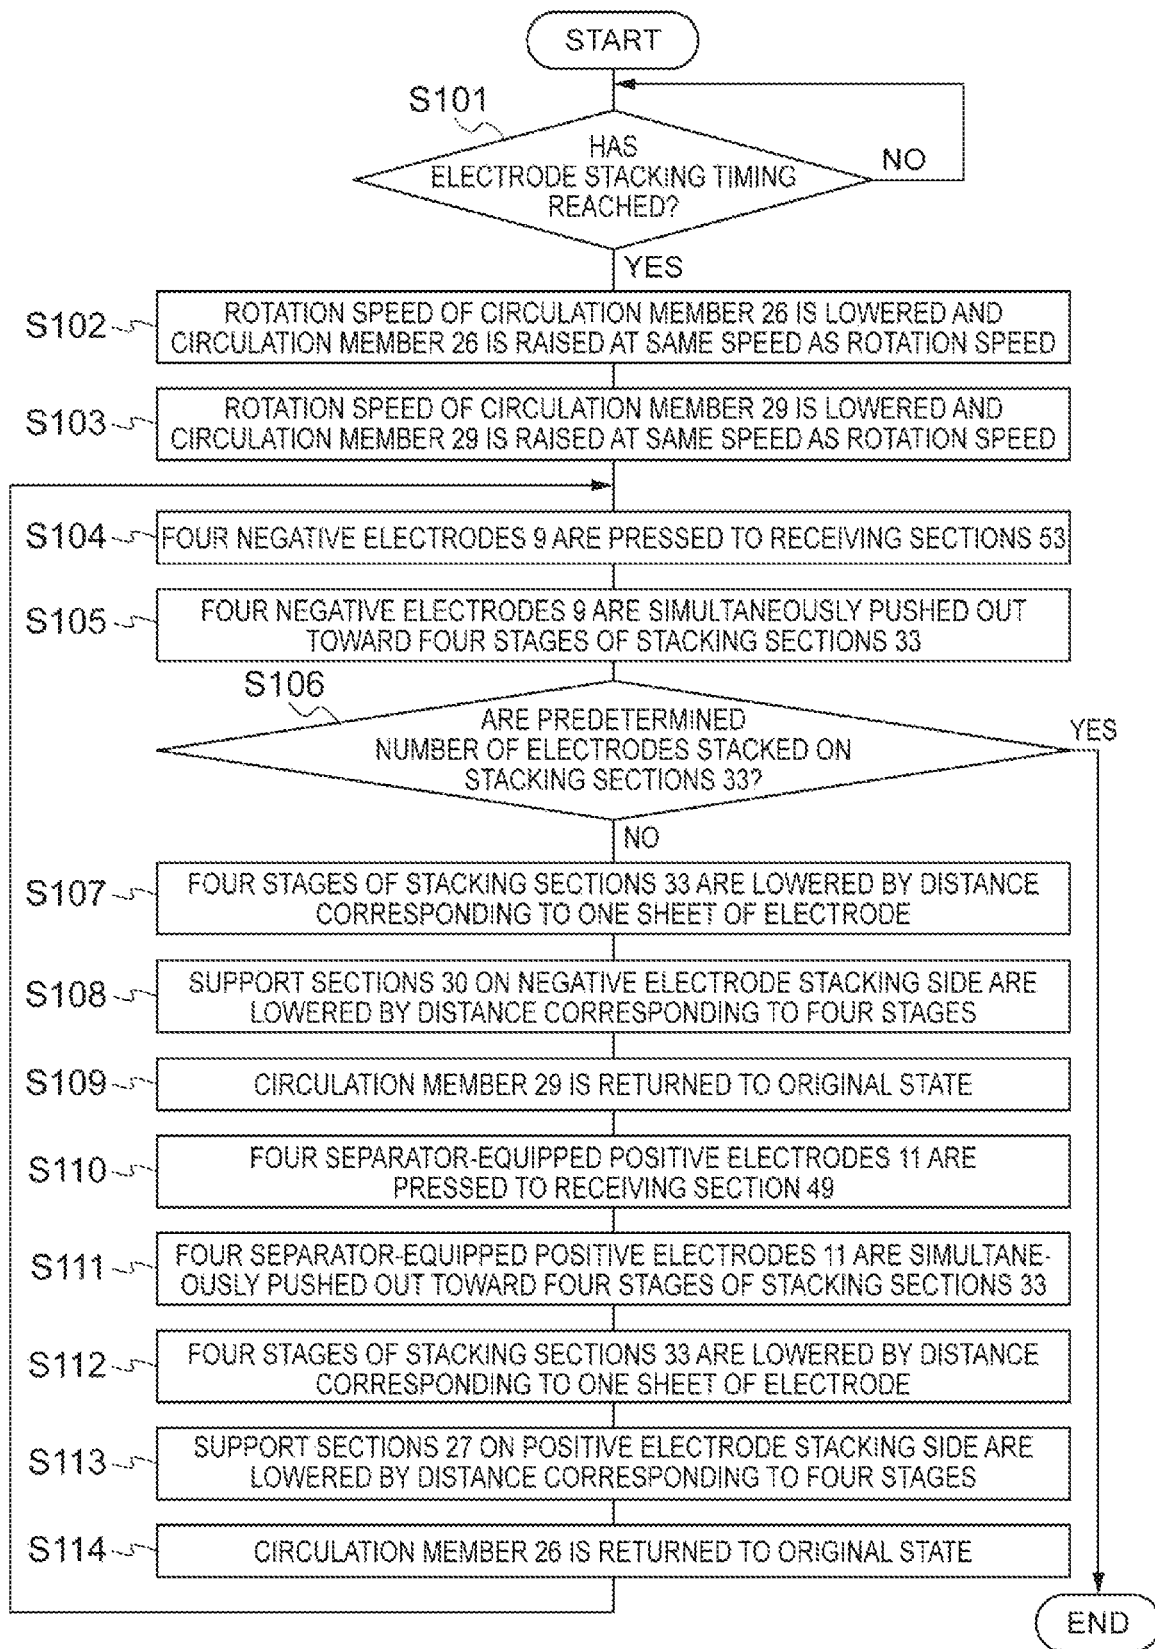 START
S101
HAS
ELECTRODE STACKING TIMING
REACHED?
NO
YES
S102
ROTATION SPEED OF CIRCULATION MEMBER 26 IS LOWERED AND
CIRCULATION MEMBER 26 IS RAISED AT SAME SPEED AS ROTATION SPEED
S103
ROTATION SPEED OF CIRCULATION MEMBER 29 IS LOWERED AND
CIRCULATION MEMBER 29 IS RAISED AT SAME SPEED AS ROTATION SPEED
S104
FOUR NEGATIVE ELECTRODES 9 ARE PRESSED TO RECEIVING SECTIONS 53
S105
FOUR NEGATIVE ELECTRODES 9 ARE SIMULTANEOUSLY PUSHED OUT
TOWARD FOUR STAGES OF STACKING SECTIONS 33
S106
ARE PREDETERMINED
NUMBER OF ELECTRODES STACKED ON
STACKING SECTIONS 33?
YES
NO
S107
FOUR STAGES OF STACKING SECTIONS 33 ARE LOWERED BY DISTANCE
CORRESPONDING TO ONE SHEET OF ELECTRODE
S108
SUPPORT SECTIONS 30 ON NEGATIVE ELECTRODE STACKING SIDE ARE
LOWERED BY DISTANCE CORRESPONDING TO FOUR STAGES
S109
CIRCULATION MEMBER 29 IS RETURNED TO ORIGINAL STATE
S110
FOUR SEPARATOR-EQUIPPED POSITIVE ELECTRODES 11 ARE
PRESSED TO RECEIVING SECTION 49
S111
FOUR SEPARATOR-EQUIPPED POSITIVE ELECTRODES 11 ARE SIMULTANE-
OUSLY PUSHED OUT TOWARD FOUR STAGES OF STACKING SECTIONS 33
S112
FOUR STAGES OF STACKING SECTIONS 33 ARE LOWERED BY DISTANCE
CORRESPONDING TO ONE SHEET OF ELECTRODE
S113
SUPPORT SECTIONS 27 ON POSITIVE ELECTRODE STACKING SIDE ARE
LOWERED BY DISTANCE CORRESPONDING TO FOUR STAGES
S114
CIRCULATION MEMBER 26 IS RETURNED TO ORIGINAL STATE
END